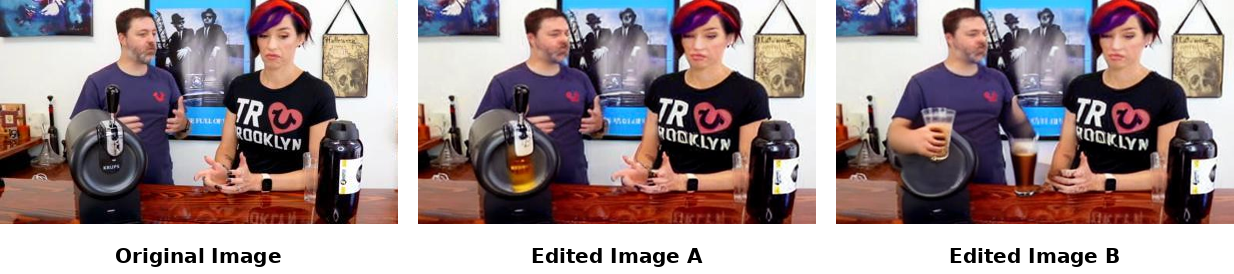 KRUPS
TR
ROOKLYN
TR
ROOKLYN
TR
ROOKLYN
Original Image
Edited Image A
Edited Image B